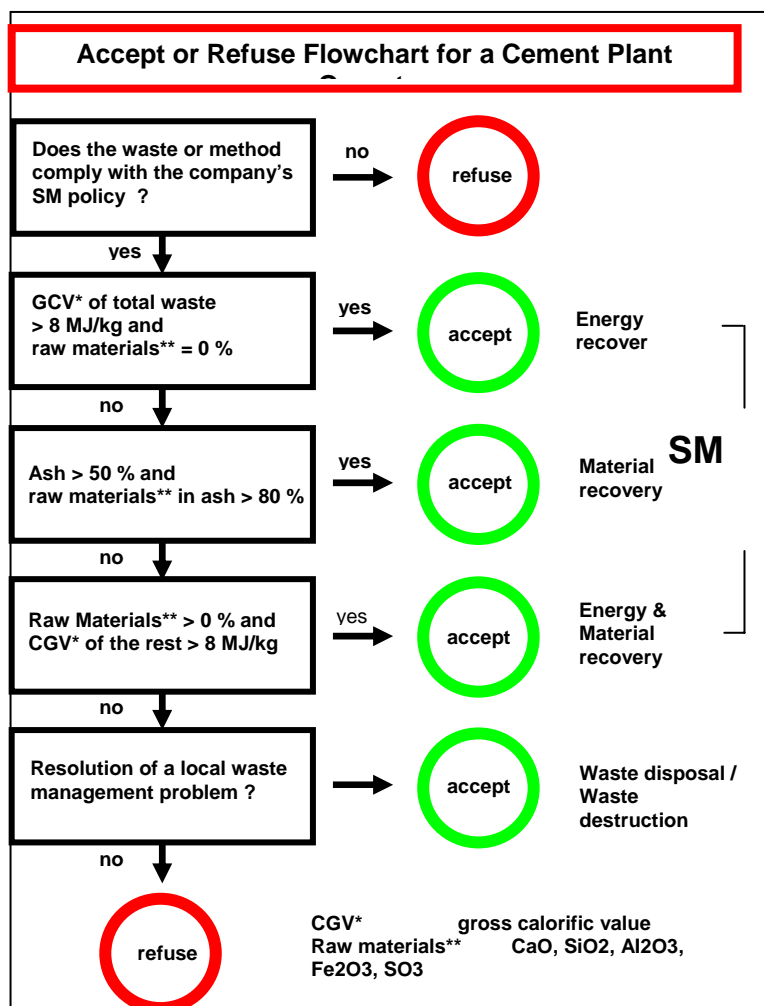 Accept or Refuse Flowchart for a Cement Plant
Does the waste or method
comply with the company's
SM policy ?
no
refuse
yes
GCV* of total waste
> 8 MJ/kg and
raw materials** = 0 %
yes
accept
Energy
recover
no
Ash > 50 % and
raw materials** in ash > 80 %
yes
accept
Material
recovery
SM
no
Raw Materials** > 0 % and
CGV* of the rest > 8 MJ/kg
yes
accept
Energy &
Material
recovery
no
Resolution of a local waste
management problem ?
accept
Waste disposal /
Waste
destruction
no
refuse
CGV* gross calorific value
Raw materials** CaO, SiO2, Al2O3,
Fe2O3, SO3